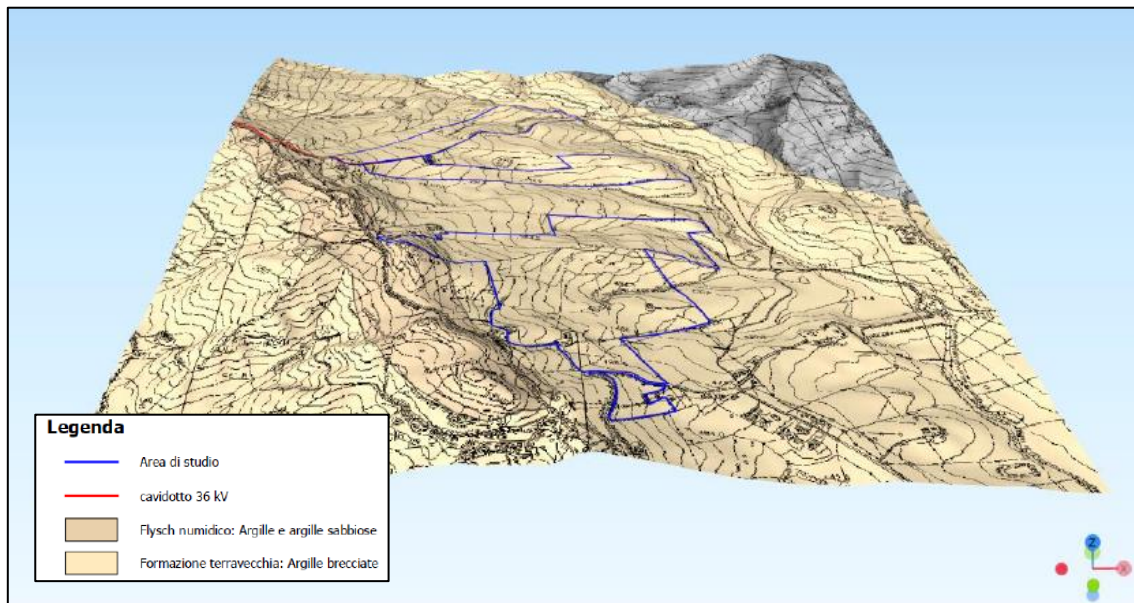 Legenda
Area di studio
cavidotto 36 kV
Flysch numidico: Argille e argille sabbiose
Formazione terravecchia: Argille brecciate
Z
X